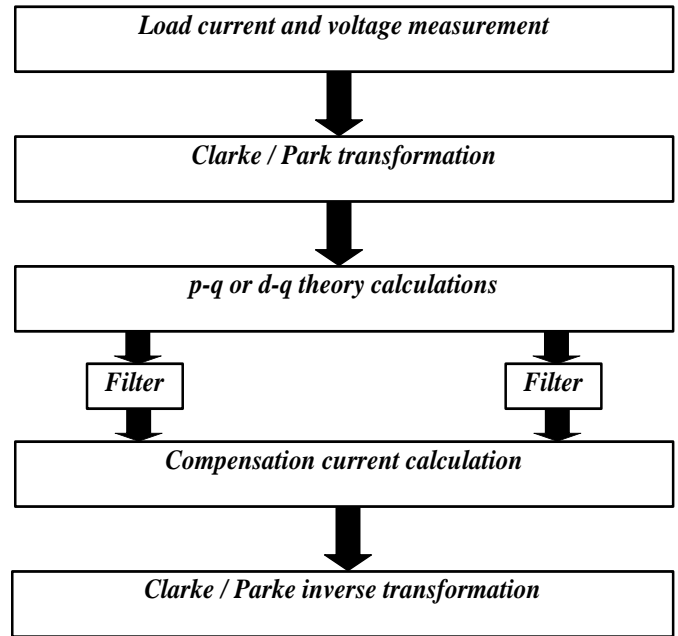 Load current and voltage measurement
Clarke / Park transformation
p-q or d-q theory calculations
Filter
Filter
Compensation current calculation
Clarke / Parke inverse transformation